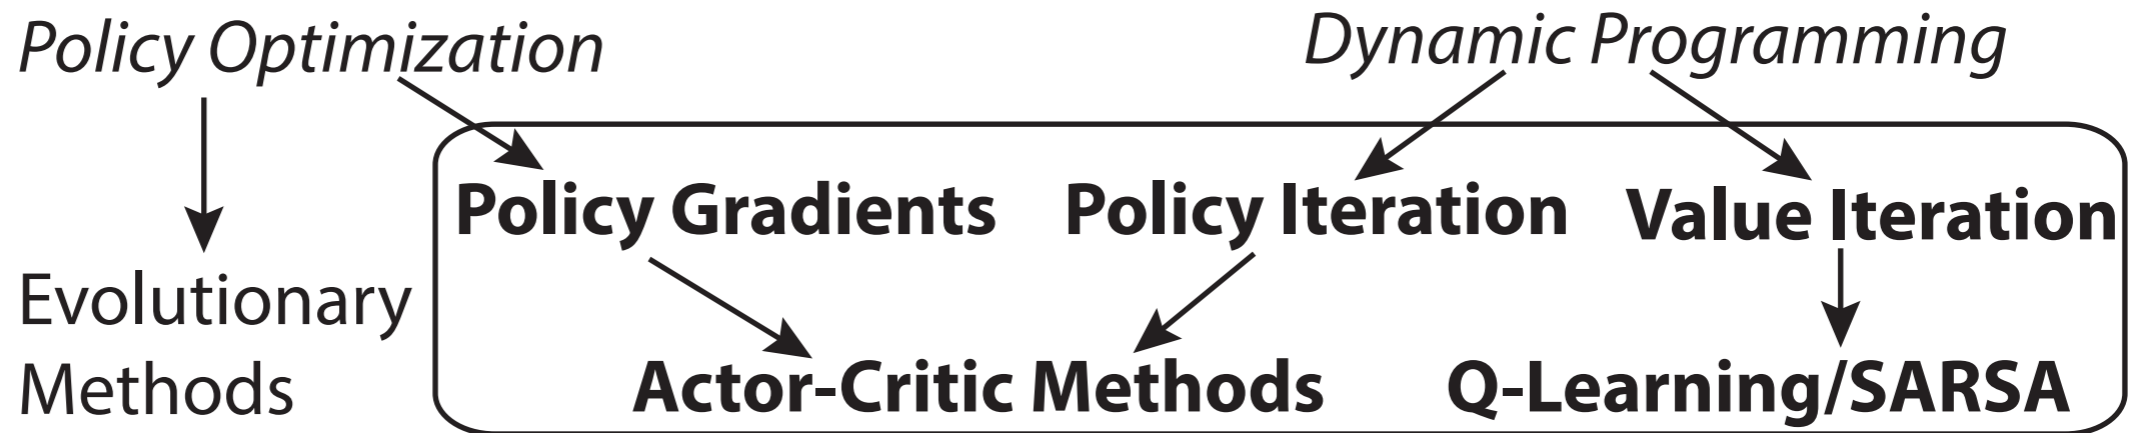 Policy Optimization
Dynamic Programming
Policy Gradients
Policy Iteration
Value Iteration
Evolutionary
Methods
Actor-Critic Methods
Q-Learning/SARSA